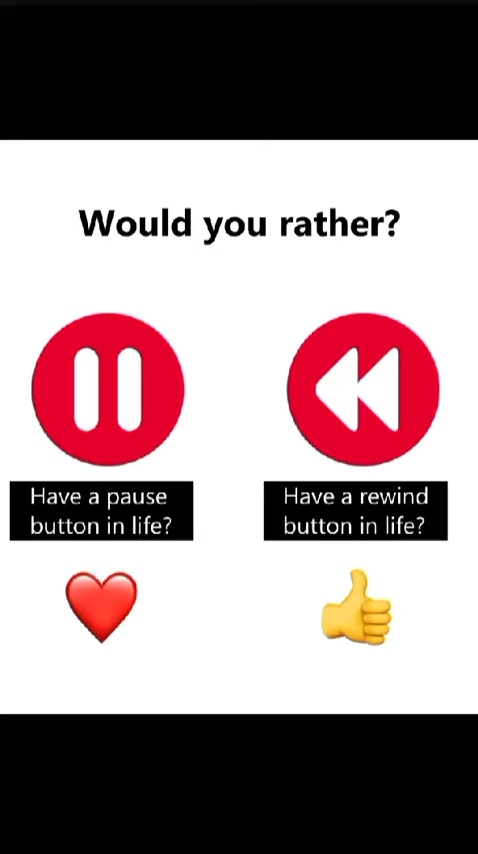 Would you rather?
Have a pause
button in life?
Have a rewind
button in life?